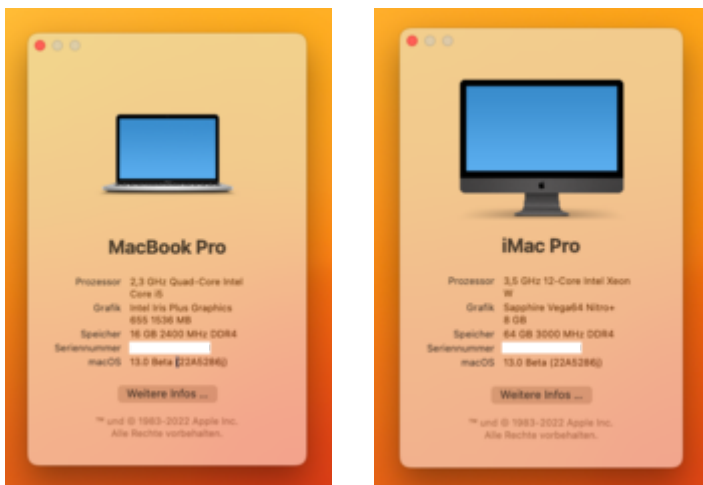 MacBook Pro
Prozessor 2,3 GHz Quad-Core Intel
Core i5
Grafik Intel Iris Plus Graphics
655 1536 MB
Speicher 16 GB 2400 MHz DDR4
Seriennummer
macOS 13.0 Beta (22A5286j)
Weitere Infos ...
™ und © 1983-2022 Apple Inc.
Alle Rechte vorbehalten.
iMac Pro
Prozessor 3,5 GHz 12-Core Intel Xeon
W
Grafik Sapphire Vega64 Nitro+
8 GB
Speicher 64 GB 3000 MHz DDR4
Seriennummer
macOS 13.0 Beta (22A5286j)
Weitere Infos ...
™ und © 1983-2022 Apple Inc.
Alle Rechte vorbehalten.